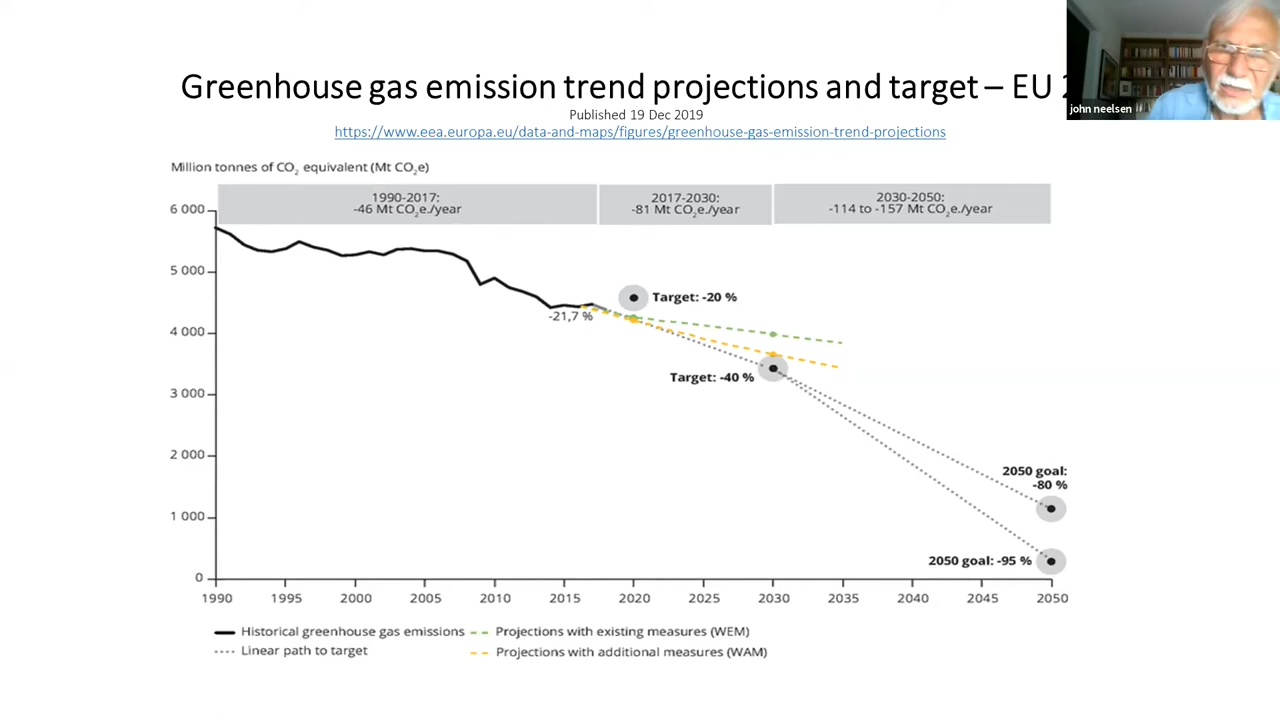 Greenhouse gas emission trend projections and target – EU
john neelsen
Published 19 Dec 2019
https://www.eea.europa.eu/data-and-maps/figures/greenhouse-gas-emission-trend-projections
Million tonnes of CO₂ equivalent (Mt CO₂e)
1990-2017:
-46 Mt CO₂e./year
2017-2030:
-81 Mt CO₂e./year
2030-2050:
-114 to -157 Mt CO₂e./year
6 000
5 000
4 000
3 000
2 000
1 000
0
-21,7 %
Target: -20 %
Target: -40 %
2050 goal:
-80 %
2050 goal: -95 %
1990 1995 2000 2005 2010 2015 2020 2025 2030 2035 2040 2045 2050
Historical greenhouse gas emissions
Projections with existing measures (WEM)
Linear path to target
Projections with additional measures (WAM)